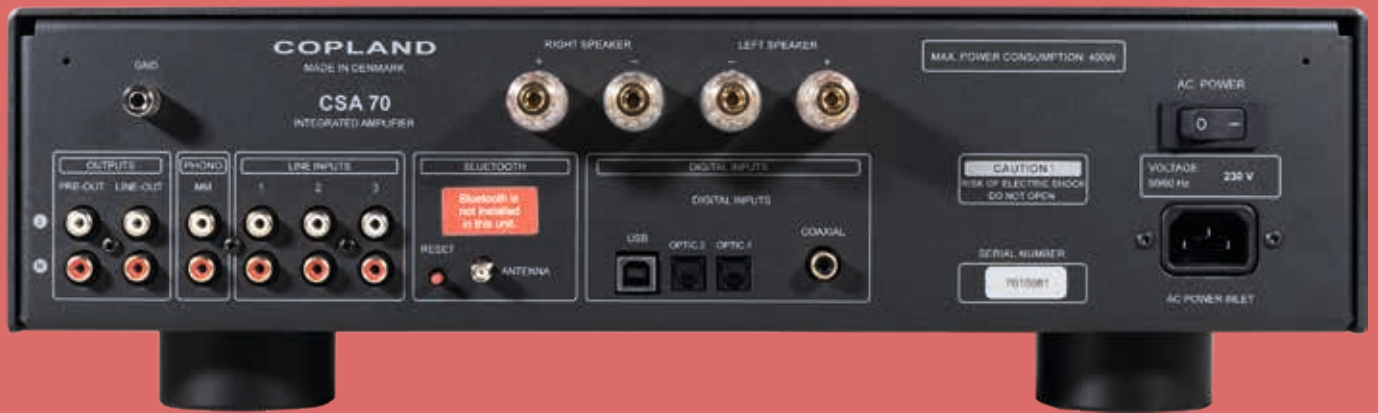 COPLAND
MADE IN DENMARK
CSA 70
INTEGRATED AMPLIFIER
GND
RIGHT SPEAKER
+ −
LEFT SPEAKER
− +
MAX. POWER CONSUMPTION 400W
AC POWER
O −
OUTPUTS
PRE-OUT LINE-OUT
PHONO
MM
LINE INPUTS
1 2 3
L
R
BLUETOOTH
Bluetooth is
not installed
in this unit.
RESET
ANTENNA
DIGITAL INPUTS
DIGITAL INPUTS
USB
OPTIC 2 OPTIC 1
COAXIAL
CAUTION !
RISK OF ELECTRIC SHOCK
DO NOT OPEN
SERIAL NUMBER
VOLTAGE
50/60 Hz
230 V
AC POWER INLET